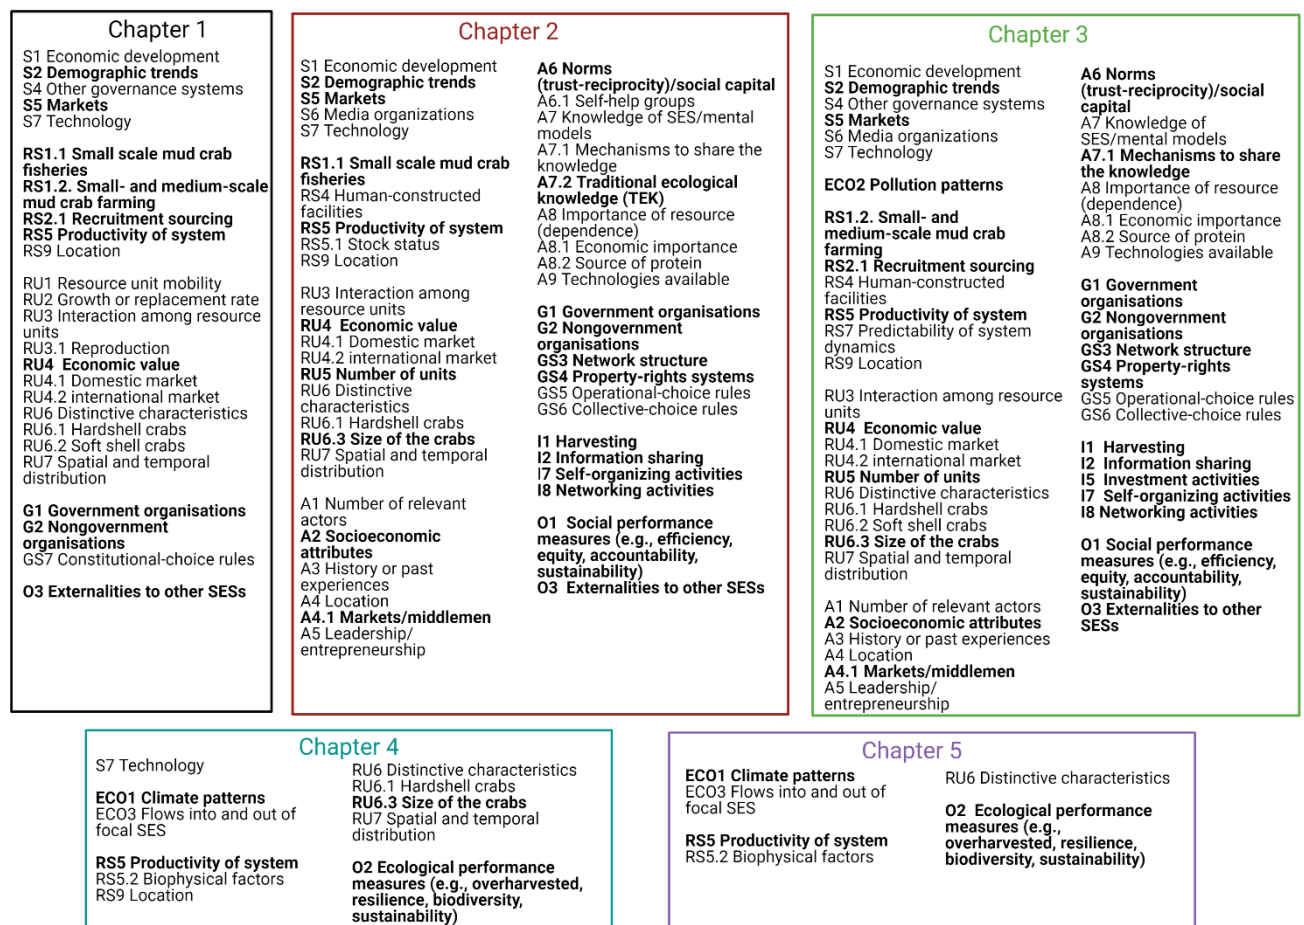 Chapter 1
S1 Economic development
S2 Demographic trends
S4 Other governance systems
S5 Markets
S7 Technology
RS1.1 Small scale mud crab
fisheries
RS1.2. Small- and medium-scale
mud crab farming
RS2.1 Recruitment sourcing
RS5 Productivity of system
RS9 Location
RU1 Resource unit mobility
RU2 Growth or replacement rate
RU3 Interaction among resource
units
RU3.1 Reproduction
RU4  Economic value
RU4.1 Domestic market
RU4.2 international market
RU6 Distinctive characteristics
RU6.1 Hardshell crabs
RU6.2 Soft shell crabs
RU7 Spatial and temporal
distribution
G1 Government organisations
G2 Nongovernment
organisations
GS7 Constitutional-choice rules
O3 Externalities to other SESs
Chapter 2
S1 Economic development
S2 Demographic trends
S5 Markets
S6 Media organizations
S7 Technology
RS1.1 Small scale mud crab
fisheries
RS4 Human-constructed
facilities
RS5 Productivity of system
RS5.1 Stock status
RS9 Location
RU3 Interaction among
resource units
RU4  Economic value
RU4.1 Domestic market
RU4.2 international market
RU5 Number of units
RU6 Distinctive
characteristics
RU6.1 Hardshell crabs
RU6.3 Size of the crabs
RU7 Spatial and temporal
distribution
A1 Number of relevant
actors
A2 Socioeconomic
attributes
A3 History or past
experiences
A4 Location
A4.1 Markets/middlemen
A5 Leadership/
entrepreneurship
A6 Norms
(trust-reciprocity)/social capital
A6.1 Self-help groups
A7 Knowledge of SES/mental
models
A7.1 Mechanisms to share the
knowledge
A7.2 Traditional ecological
knowledge (TEK)
A8 Importance of resource
(dependence)
A8.1 Economic importance
A8.2 Source of protein
A9 Technologies available
G1 Government organisations
G2 Nongovernment
organisations
GS3 Network structure
GS4 Property-rights systems
GS5 Operational-choice rules
GS6 Collective-choice rules
I1 Harvesting
I2 Information sharing
I7 Self-organizing activities
I8 Networking activities
O1  Social performance
measures (e.g., efficiency,
equity, accountability,
sustainability)
O3  Externalities to other SESs
Chapter 3
S1 Economic development
S2 Demographic trends
S4 Other governance systems
S5 Markets
S6 Media organizations
S7 Technology
ECO2 Pollution patterns
RS1.2. Small- and
medium-scale mud crab
farming
RS2.1 Recruitment sourcing
RS4 Human-constructed
facilities
RS5 Productivity of system
RS7 Predictability of system
dynamics
RS9 Location
RU3 Interaction among resource
units
RU4  Economic value
RU4.1 Domestic market
RU4.2 international market
RU5 Number of units
RU6 Distinctive characteristics
RU6.1 Hardshell crabs
RU6.2 Soft shell crabs
RU6.3 Size of the crabs
RU7 Spatial and temporal
distribution
A1 Number of relevant actors
A2 Socioeconomic attributes
A3 History or past experiences
A4 Location
A4.1 Markets/middlemen
A5 Leadership/
entrepreneurship
A6 Norms
(trust-reciprocity)/social
capital
A7 Knowledge of
SES/mental models
A7.1 Mechanisms to share
the knowledge
A8 Importance of resource
(dependence)
A8.1 Economic importance
A8.2 Source of protein
A9 Technologies available
G1 Government
organisations
G2 Nongovernment
organisations
GS3 Network structure
GS4 Property-rights
systems
GS5 Operational-choice rules
GS6 Collective-choice rules
I1  Harvesting
I2  Information sharing
I5  Investment activities
I7  Self-organizing activities
I8 Networking activities
O1 Social performance
measures (e.g., efficiency,
equity, accountability,
sustainability)
O3 Externalities to other
SESs
Chapter 4
S7 Technology
ECO1 Climate patterns
ECO3 Flows into and out of
focal SES
RS5 Productivity of system
RS5.2 Biophysical factors
RS9 Location
RU6 Distinctive characteristics
RU6.1 Hardshell crabs
RU6.3 Size of the crabs
RU7 Spatial and temporal
distribution
O2 Ecological performance
measures (e.g., overharvested,
resilience, biodiversity,
sustainability)
Chapter 5
ECO1 Climate patterns
ECO3 Flows into and out of
focal SES
RS5 Productivity of system
RS5.2 Biophysical factors
RU6 Distinctive characteristics
O2  Ecological performance
measures (e.g.,
overharvested, resilience,
biodiversity, sustainability)